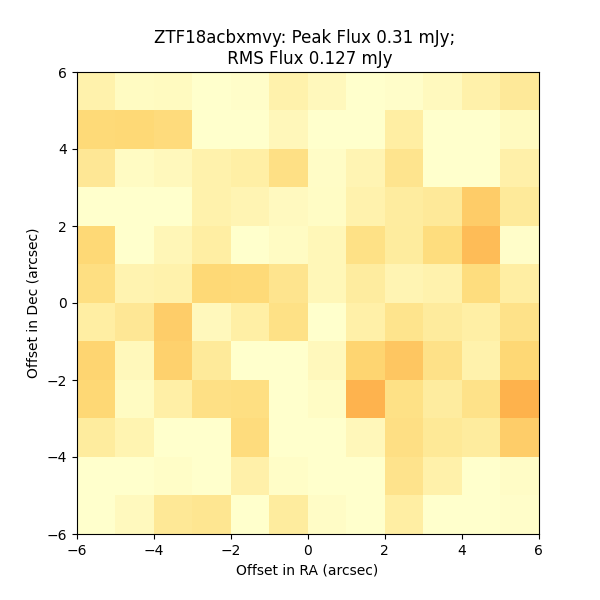 ZTF18acbxmvy: Peak Flux 0.31 mJy;
RMS Flux 0.127 mJy
6
4
2
0
−2
−4
−6
Offset in Dec (arcsec)
−6 −4 −2 0 2 4 6
Offset in RA (arcsec)